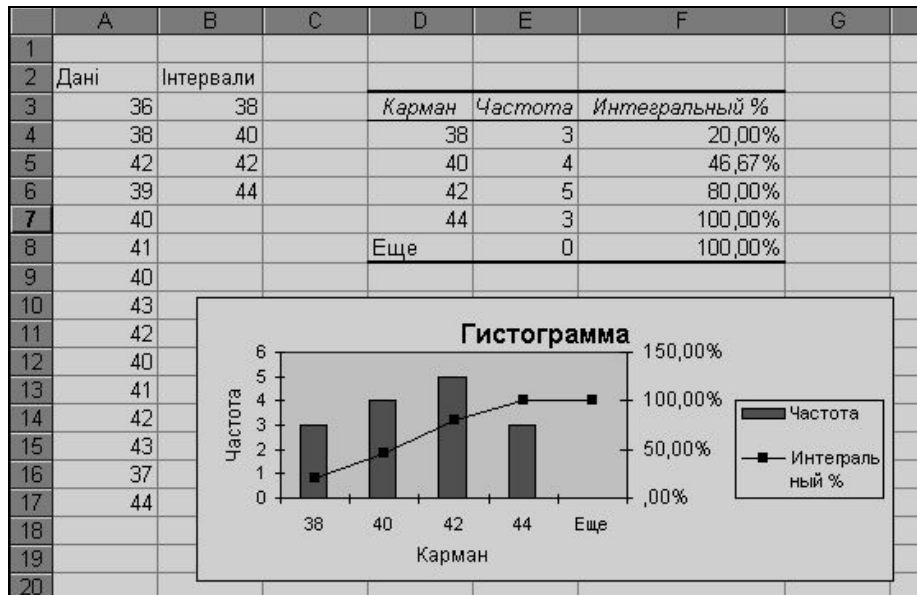 A B C D E F G
1
2 Дані Інтервали
3 36 38 Карман Частота Интегральный %
4 38 40 38 3 20,00%
5 42 42 40 4 46,67%
6 39 44 42 5 80,00%
7 40 44 3 100,00%
8 41 Еще 0 100,00%
9 40
10 43
11 42
12 40
13 41
14 42
15 43
16 37
17 44
18
19
20
Гистограмма
Частота
6
5
4
3
2
1
0
150,00%
100,00%
50,00%
,00%
38 40 42 44 Еще
Карман
Частота
Интеграль
ный %